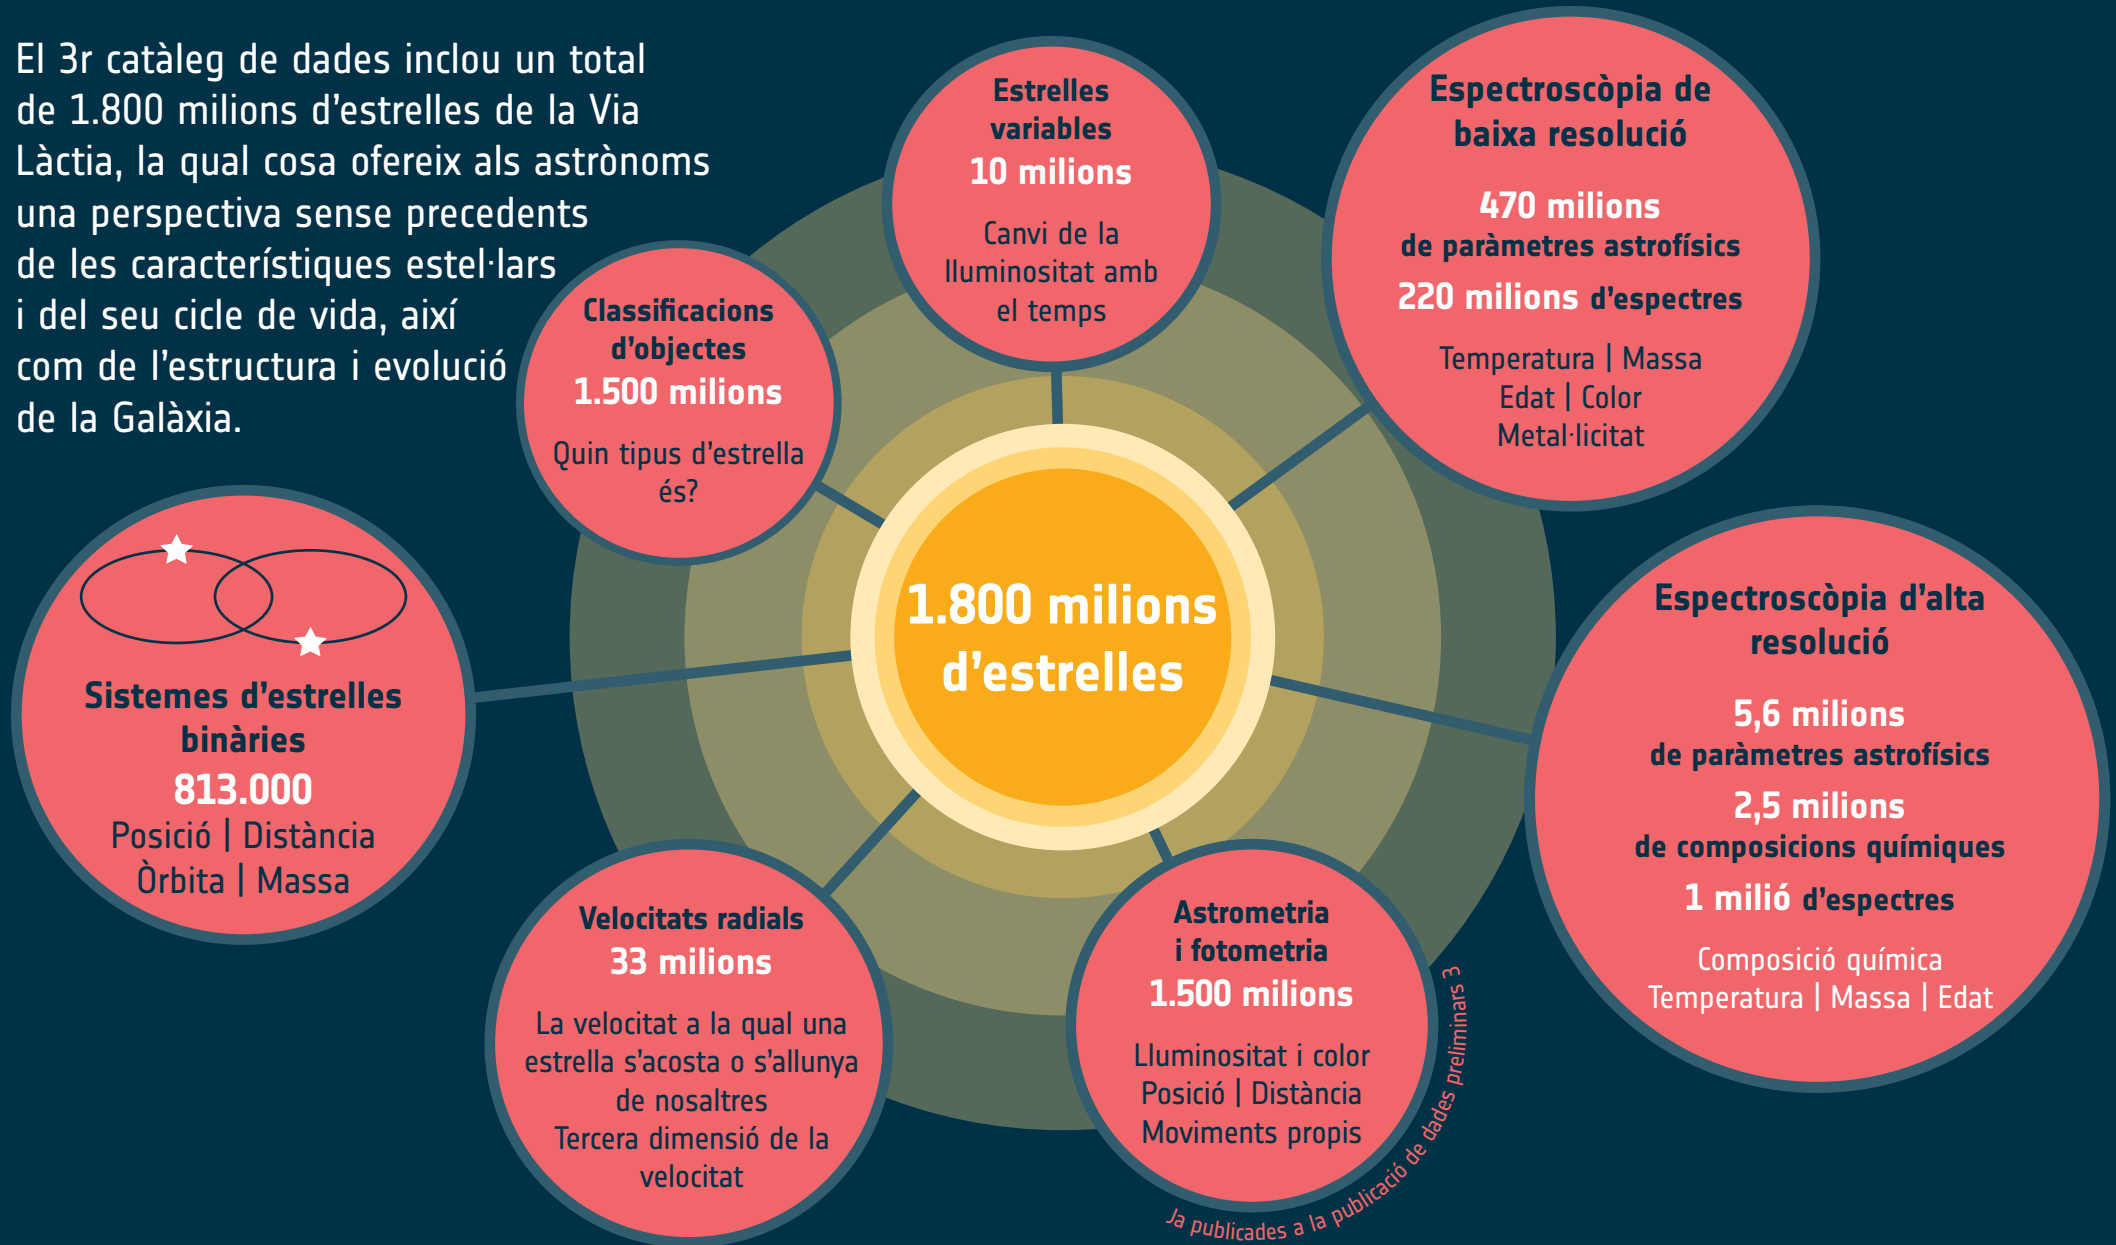 El 3r catàleg de dades inclou un total
de 1.800 milions d'estrelles de la Via
Làctia, la qual cosa ofereix als astrònoms
una perspectiva sense precedents
de les característiques estel·lars
i del seu cicle de vida, així
com de l'estructura i evolució
de la Galàxia.
Estrelles
variables
10 milions
Canvi de la
lluminositat amb
el temps
Espectroscòpia de
baixa resolució
470 milions
de paràmetres astrofísics
220 milions d’espectres
Temperatura | Massa
Edat | Color
Metal·licitat
Classificacions
d’objectes
1.500 milions
Quin tipus d'estrella
és?
1.800 milions
d’estrelles
Sistemes d’estrelles
binàries
813.000
Posició | Distància
Òrbita | Massa
Espectroscòpia d’alta
resolució
5,6 milions
de paràmetres astrofísics
2,5 milions
de composicions químiques
1 milió d’espectres
Composició química
Temperatura | Massa | Edat
Velocitats radials
33 milions
La velocitat a la qual una
estrella s’acosta o s’allunya
de nosaltres
Tercera dimensió de la
velocitat
Astrometria
i fotometria
1.500 milions
Lluminositat i color
Posició | Distància
Moviments propis
Ja publicades a la publicació de dades preliminars 3